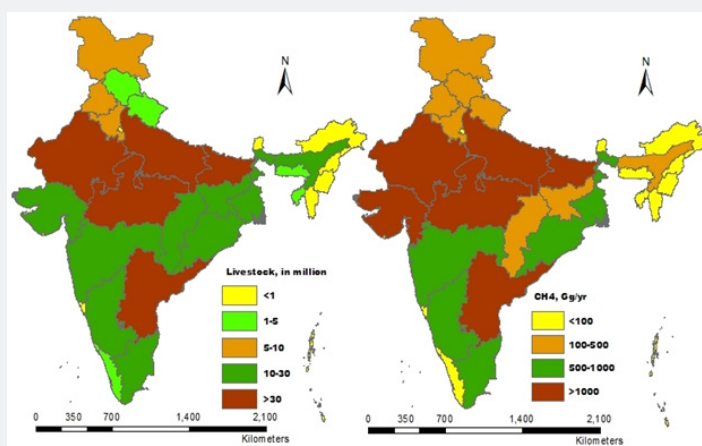 N
Livestock, in million
<1
1-5
5-10
10-30
>30
0 350 700 1,400 2,100
Kilometers
N
CH4, Gg/yr
<100
100-500
500-1000
>1000
0 350 700 1,400 2,100
Kilometers